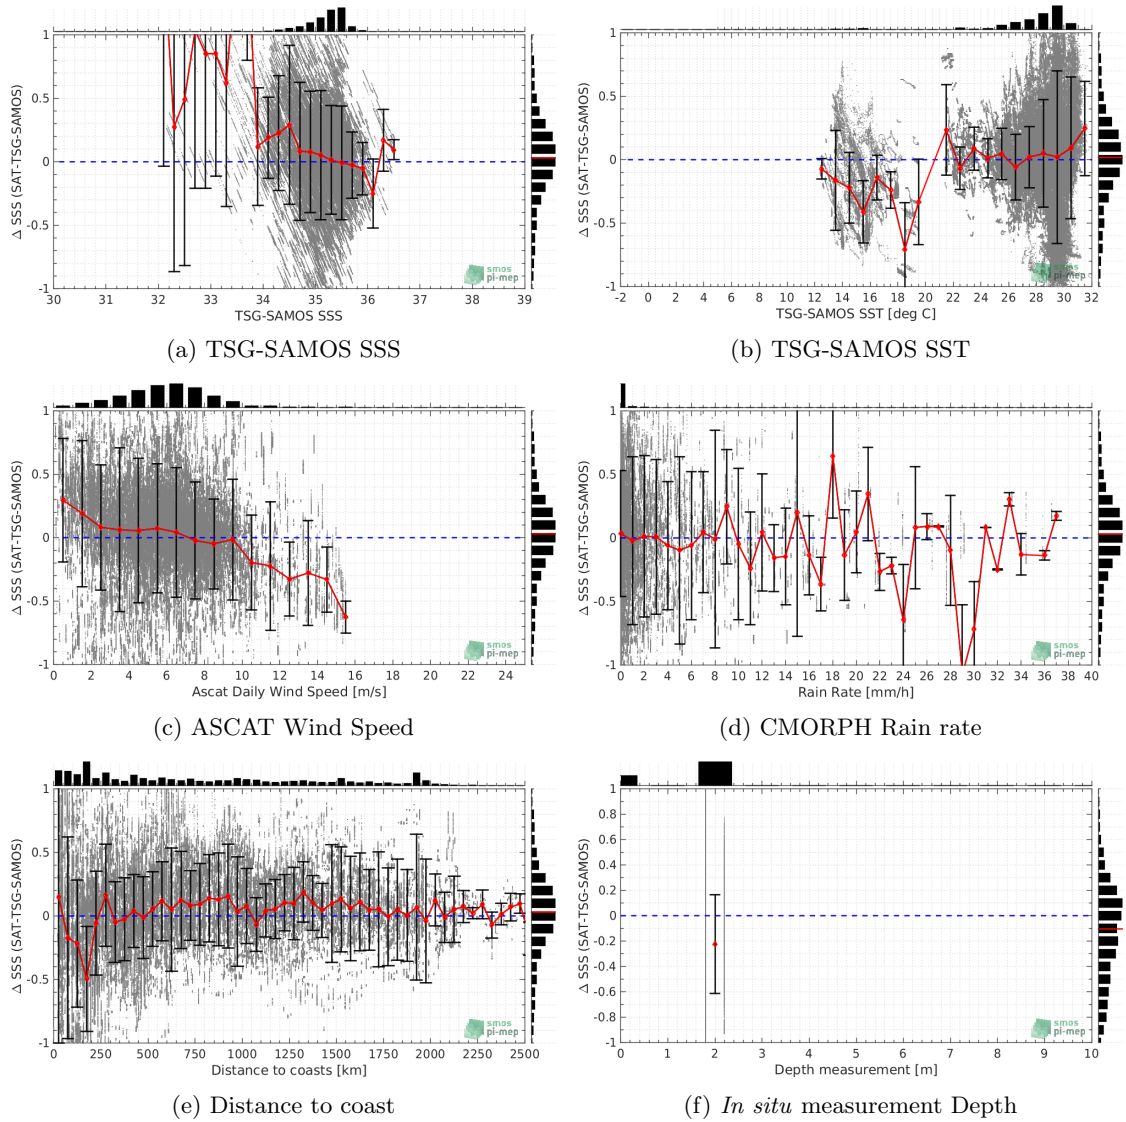 Δ SSS (SAT-TSG-SAMOS)
1
0.5
0
-0.5
-1
30 31 32 33 34 35 36 37 38 39
TSG-SAMOS SSS
smos
pi-mep
(a) TSG-SAMOS SSS
Δ SSS (SAT-TSG-SAMOS)
1
0.5
0
-0.5
-1
-2 0 2 4 6 8 10 12 14 16 18 20 22 24 26 28 30 32
TSG-SAMOS SST [deg C]
smos
pi-mep
(b) TSG-SAMOS SST
Δ SSS (SAT-TSG-SAMOS)
1
0.5
0
-0.5
-1
0 2 4 6 8 10 12 14 16 18 20 22 24
Ascat Daily Wind Speed [m/s]
smos
pi-mep
(c) ASCAT Wind Speed
Δ SSS (SAT-TSG-SAMOS)
1
0.5
0
-0.5
-1
0 2 4 6 8 10 12 14 16 18 20 22 24 26 28 30 32 34 36 38 40
Rain Rate [mm/h]
smos
pi-mep
(d) CMORPH Rain rate
Δ SSS (SAT-TSG-SAMOS)
1
0.5
0
-0.5
-1
0 250 500 750 1000 1250 1500 1750 2000 2250 2500
Distance to coasts [km]
smos
pi-mep
(e) Distance to coast
Δ SSS (SAT-TSG-SAMOS)
1
0.8
0.6
0.4
0.2
0
-0.2
-0.4
-0.6
-0.8
-1
0 1 2 3 4 5 6 7 8 9 10
Depth measurement [m]
smos
pi-mep
(f) In situ measurement Depth